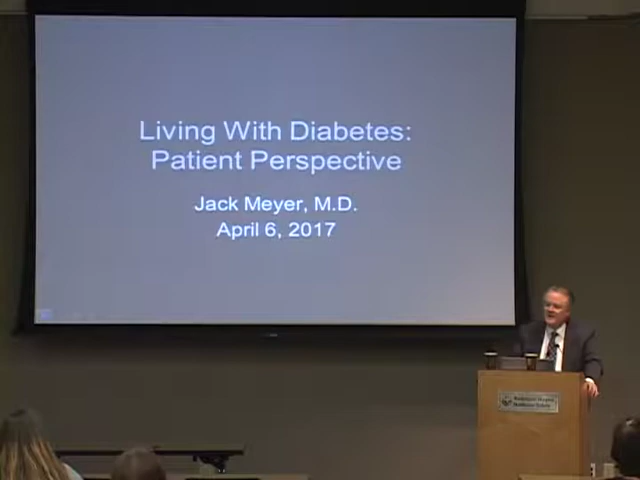 Living With Diabetes:
Patient Perspective
Jack Meyer, M.D.
April 6, 2017